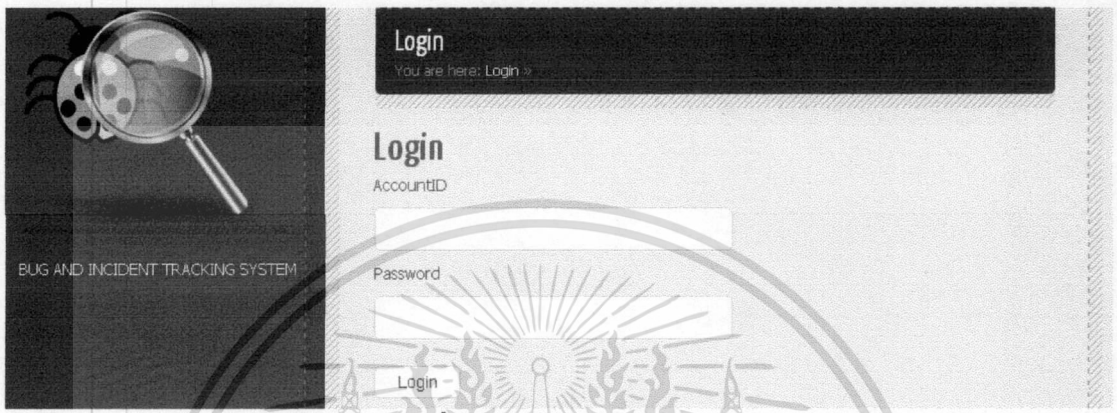 BUG AND INCIDENT TRACKING SYSTEM
Login
You are here: Login »
Login
AccountID
Password
Login